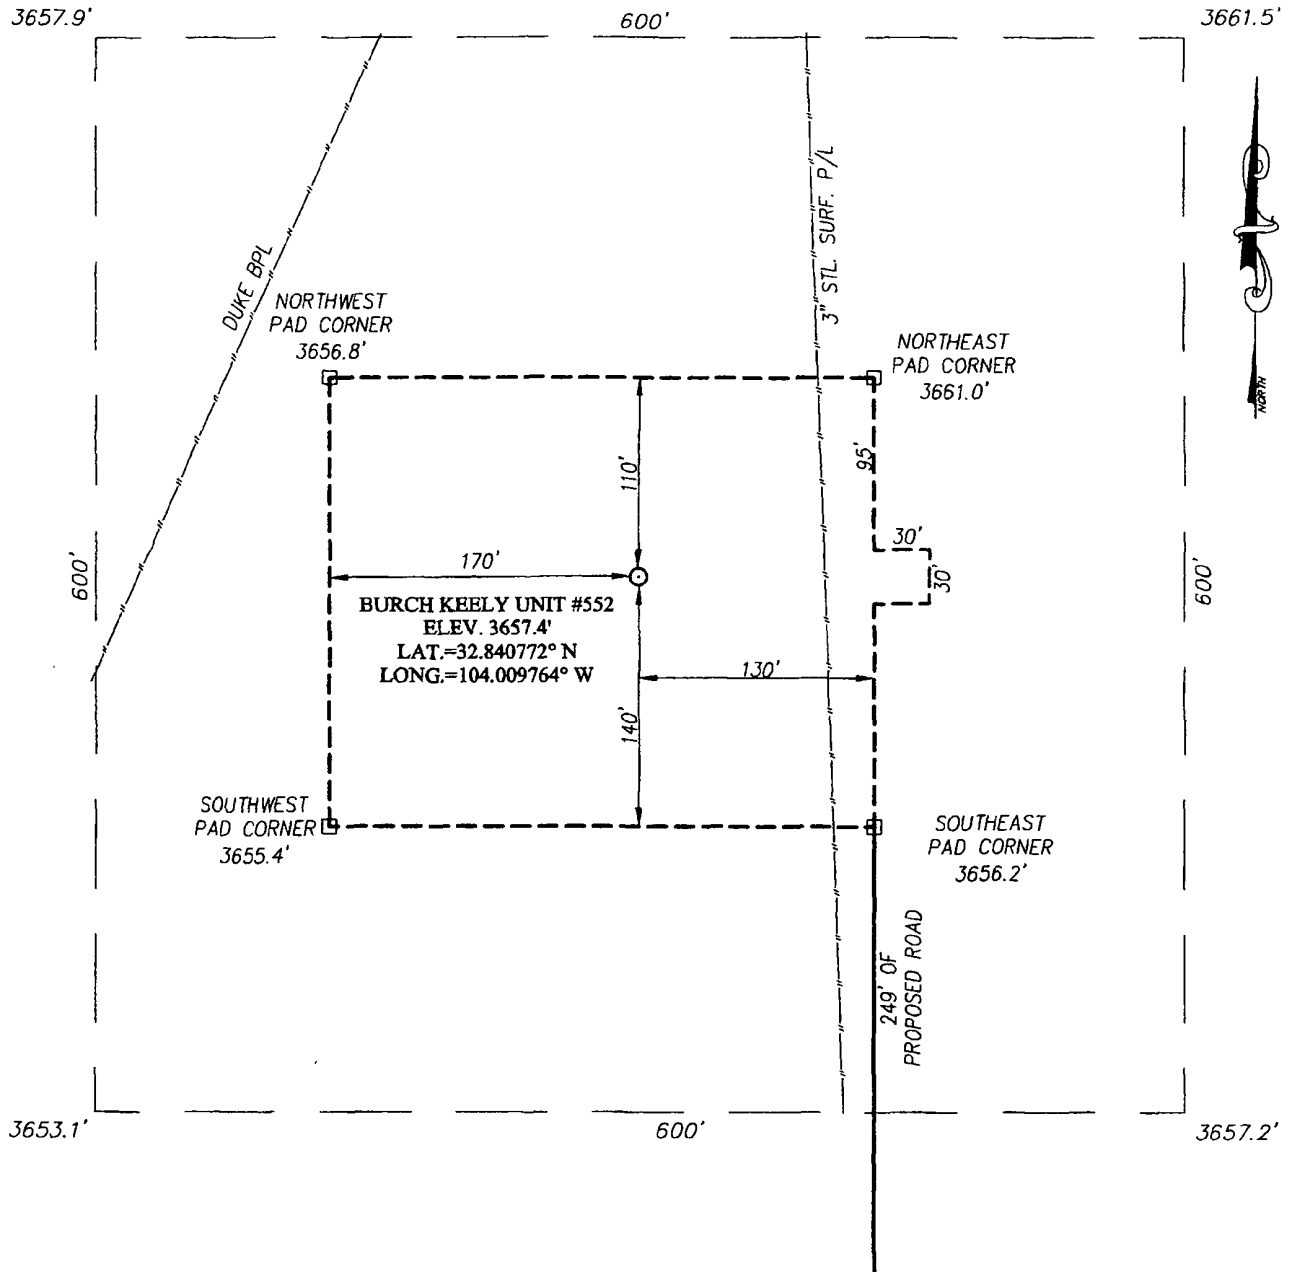 3657.9'
600'
3661.5'
DUKE BPL
3" STL. SURF. P/L
NORTH
NORTHWEST
PAD CORNER
3656.8'
NORTHEAST
PAD CORNER
3661.0'
110'
95'
30'
30'
170'
600'
600'
BURCH KEELY UNIT #552
ELEV. 3657.4'
LAT.=32.840772° N
LONG.=104.009764° W
130'
140'
SOUTHWEST
PAD CORNER
3655.4'
SOUTHEAST
PAD CORNER
3656.2'
249' OF
PROPOSED ROAD
3653.1'
600'
3657.2'